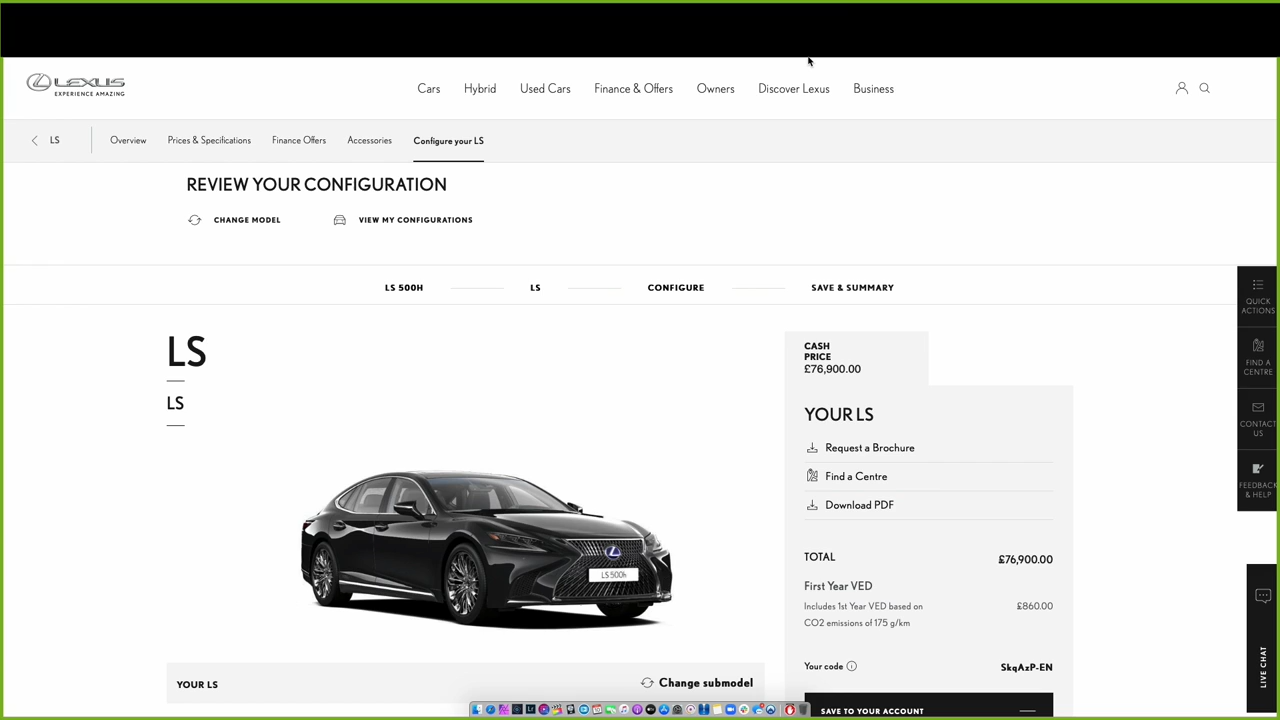 LEXUS
EXPERIENCE AMAZING
Cars Hybrid Used Cars Finance & Offers Owners Discover Lexus Business
LS Overview Prices & Specifications Finance Offers Accessories Configure your LS
REVIEW YOUR CONFIGURATION
CHANGE MODEL VIEW MY CONFIGURATIONS
LS 500H LS CONFIGURE SAVE & SUMMARY
QUICK
ACTIONS
FIND A
CENTRE
CONTACT
US
FEEDBACK
& HELP
LS
LS
CASH
PRICE
£76,900.00
YOUR LS
Request a Brochure
Find a Centre
Download PDF
TOTAL £76,900.00
First Year VED
Includes 1st Year VED based on £860.00
CO2 emissions of 175 g/km
Your code SkqAzP-EN
SAVE TO YOUR ACCOUNT
LS 500h
YOUR LS Change submodel
LIVE CHAT